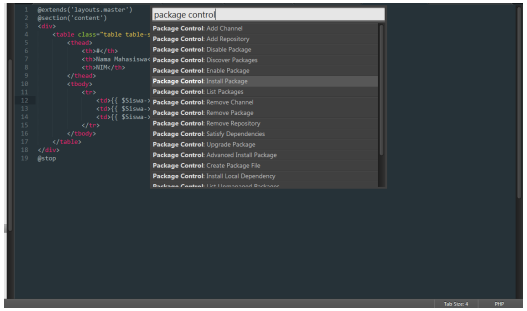 package control
1 @extends('layouts.master')
2 @section('content')
3 <div>
4 <table class="table table-s
5 <thead>
6 <th>#</th>
7 <th>Nama Mahasiswa<
8 <th>NIM</th>
9 </thead>
10 <tbody>
11 <tr>
12 <td>{{ $Siswa->
13 <td>{{ $Siswa->
14 <td>{{ $Siswa->
15 </tr>
16 </tbody>
17 </table>
18 </div>
19 @stop
Package Control: Add Channel
Package Control: Add Repository
Package Control: Disable Package
Package Control: Discover Packages
Package Control: Enable Package
Package Control: Install Package
Package Control: List Packages
Package Control: Remove Channel
Package Control: Remove Package
Package Control: Remove Repository
Package Control: Satisfy Dependencies
Package Control: Upgrade Package
Package Control: Advanced Install Package
Package Control: Create Package File
Package Control: Install Local Dependency
Package Control: List Unmanaged Packages
Tab Size: 4 PHP